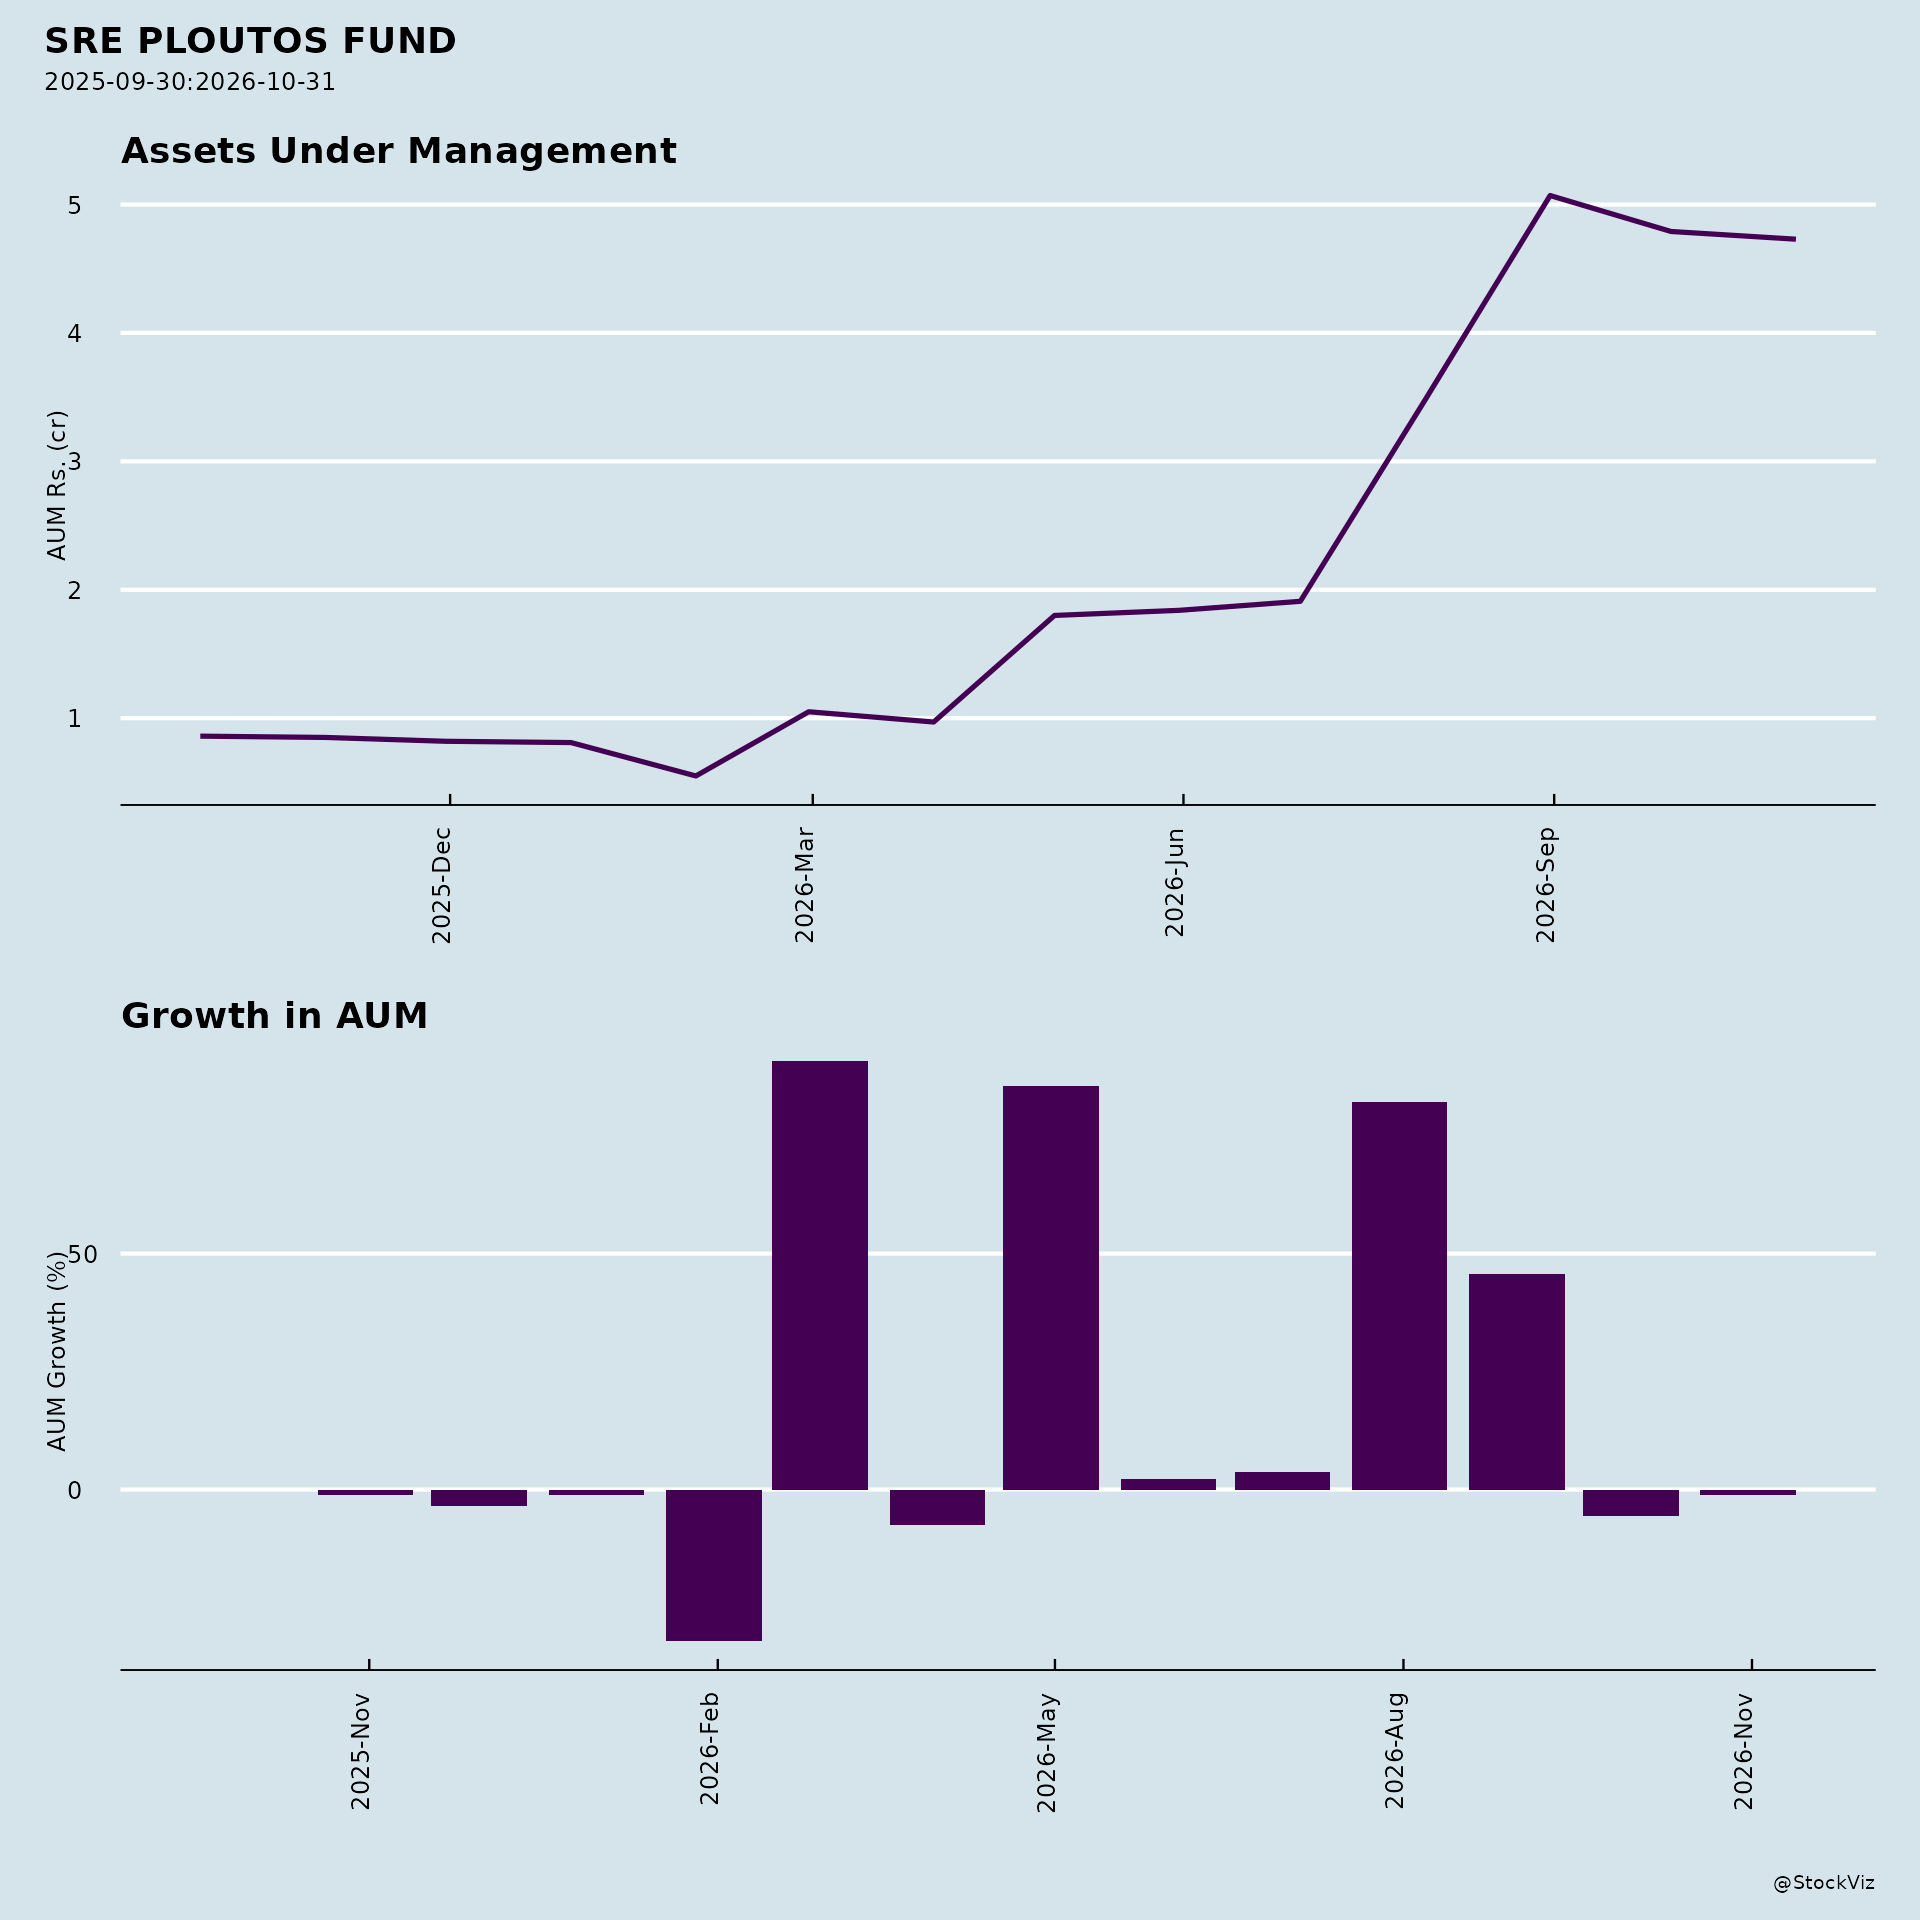 SRE PLOUTOS FUND
2025-09-30:2026-10-31
Assets Under Management
AUM Rs. (cr)
5
4
3
2
1
2025-Dec
2026-Mar
2026-Jun
2026-Sep
Growth in AUM
AUM Growth (%)
50
0
2025-Nov
2026-Feb
2026-May
2026-Aug
2026-Nov
@StockViz